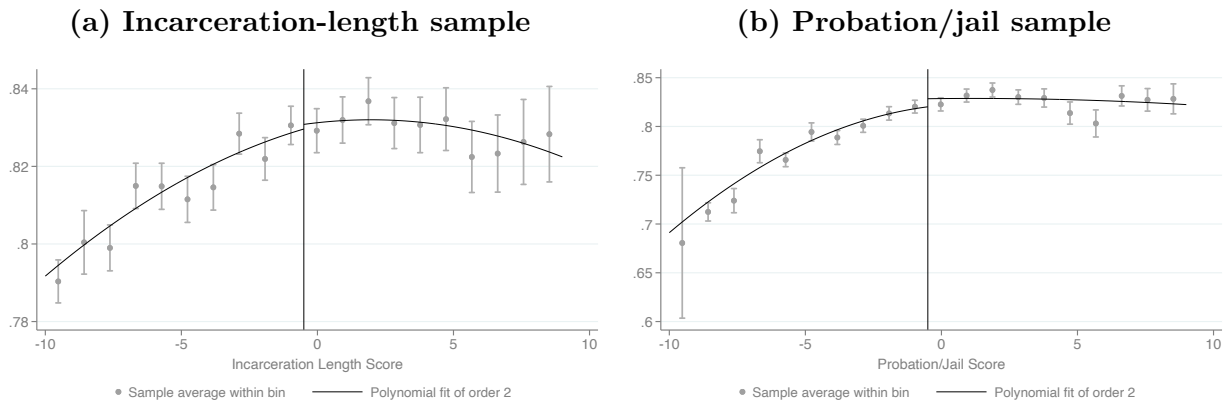 (a) Incarceration-length sample
.84
.82
.8
.78
-10
-5
0
5
10
Incarceration Length Score
Sample average within bin
Polynomial fit of order 2
(b) Probation/jail sample
.85
.8
.75
.7
.65
.6
-10
-5
0
5
10
Probation/Jail Score
Sample average within bin
Polynomial fit of order 2